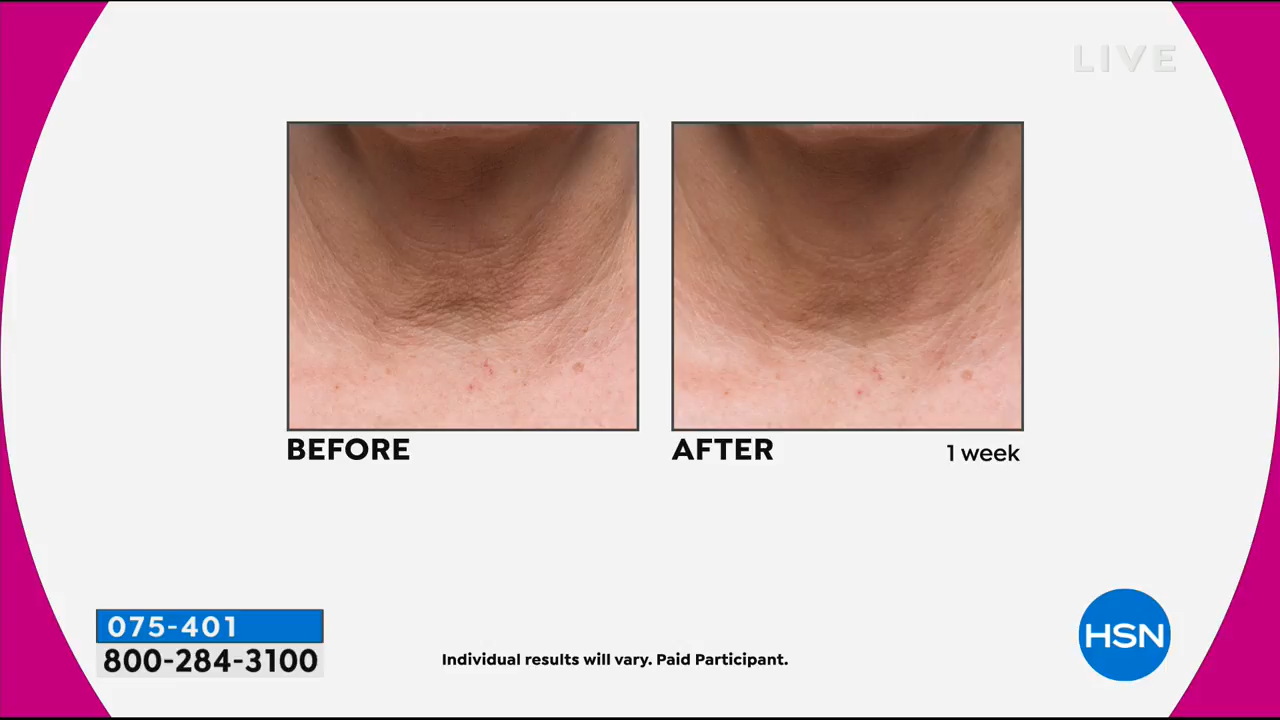 LIVE
BEFORE
AFTER
1 week
075-401
800-284-3100
Individual results will vary. Paid Participant.
HSN